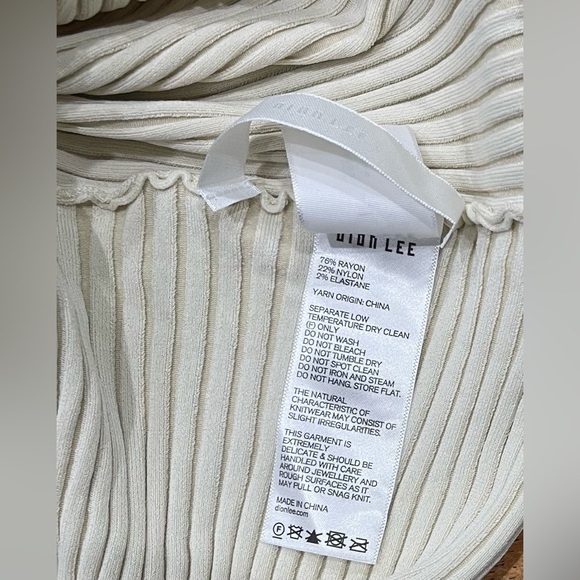 DION LEE
DION LEE
76% RAYON
22% NYLON
2% ELASTANE
YARN ORIGIN: CHINA
SEPARATE LOW
TEMPERATURE DRY CLEAN
Ⓕ ONLY
DO NOT WASH
DO NOT BLEACH
DO NOT TUMBLE DRY
DO NOT SPOT CLEAN
DO NOT IRON AND STEAM
DO NOT HANG. STORE FLAT.
THE NATURAL
CHARACTERISTIC OF
KNITWEAR MAY CONSIST OF
SLIGHT IRREGULARITIES.
THIS GARMENT IS
EXTREMELY
DELICATE & SHOULD BE
HANDLED WITH CARE
AROUND JEWELLERY AND
ROUGH SURFACES AS IT
MAY PULL OR SNAG KNIT.
MADE IN CHINA
dionlee.com
Ⓕ